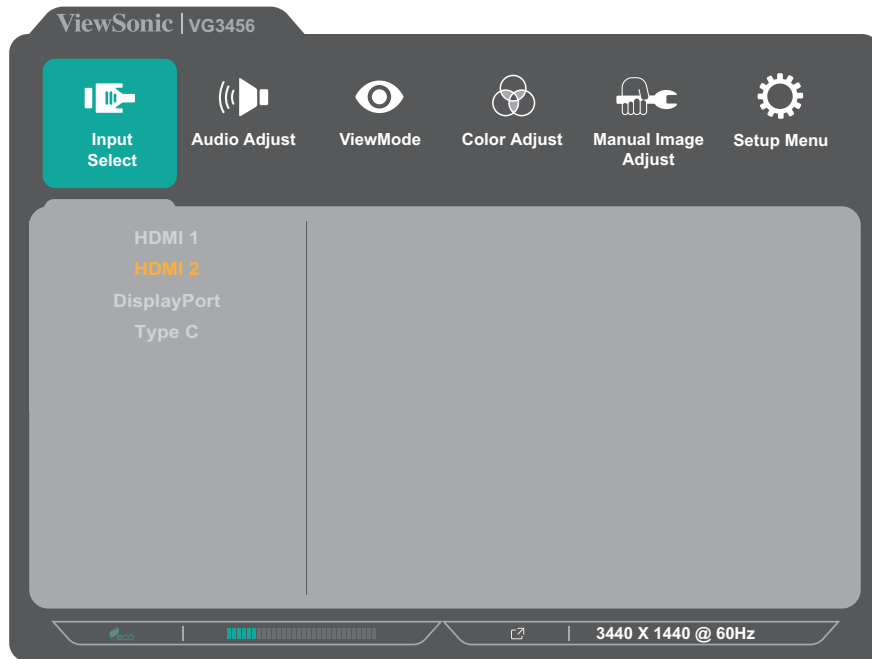 ViewSonic | VG3456
Input
Select
Audio Adjust
ViewMode
Color Adjust
Manual Image
Adjust
Setup Menu
HDMI 1
HDMI 2
DisplayPort
Type C
eco
3440 X 1440 @ 60Hz